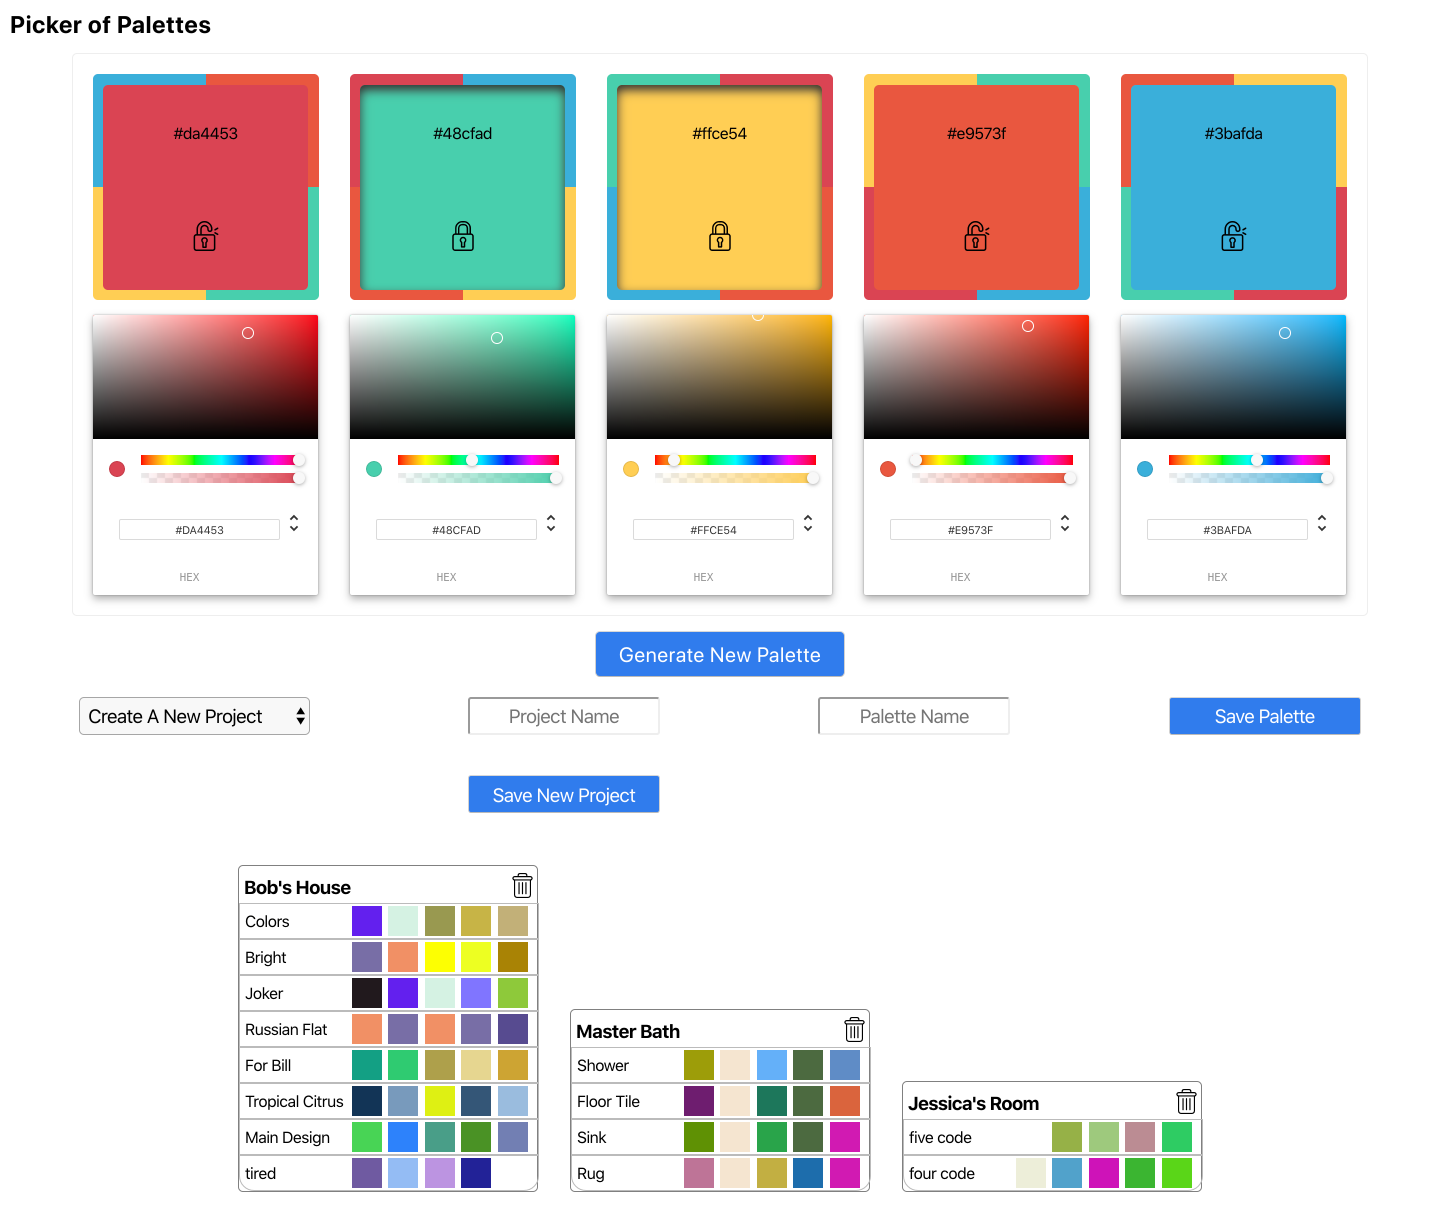 Picker of Palettes
#da4453 #48cfad #ffce54 #e9573f #3bafda
#DA4453 #48CFAD #FFCE54 #E9573F #3BAFDA
HEX HEX HEX HEX HEX
Generate New Palette
Create A New Project Project Name Palette Name Save Palette
Save New Project
Bob's House
Colors
Bright
Joker
Russian Flat
For Bill
Tropical Citrus
Main Design
tired
Master Bath
Shower
Floor Tile
Sink
Rug
Jessica's Room
five code
four code